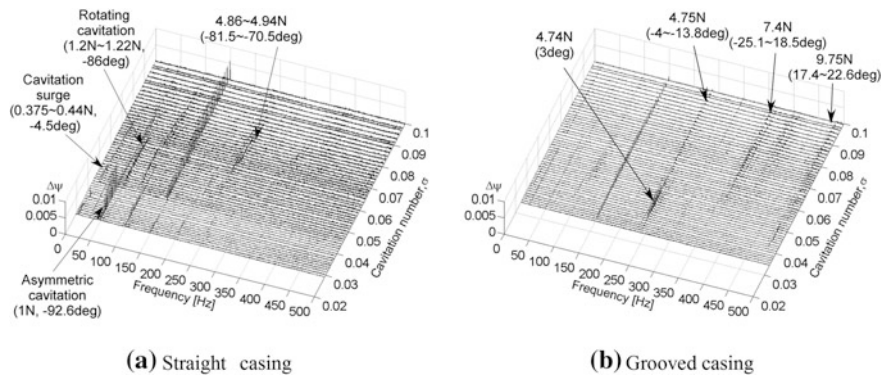 Rotating
cavitation
(1.2N~1.22N,
-86deg)
4.86~4.94N
(-81.5~-70.5deg)
Cavitation
surge
(0.375~0.44N,
-4.5deg)
Δψ
0.01
0.005
0
0
50
100
150
200
250
300
350
400
450
500
Frequency [Hz]
0.02
0.03
0.04
0.05
0.06
0.07
0.08
0.09
0.1
Cavitation number,σ
Asymmetric
cavitation
(1N, -92.6deg)
(a) Straight casing
4.74N
(3deg)
4.75N
(-4~-13.8deg)
7.4N
(-25.1~18.5deg)
9.75N
(17.4~22.6deg)
Δψ
0.01
0.005
0
0
50
100
150
200
250
300
350
400
450
500
Frequency [Hz]
0.02
0.03
0.04
0.05
0.06
0.07
0.08
0.09
0.1
Cavitation number,σ
(b) Grooved casing